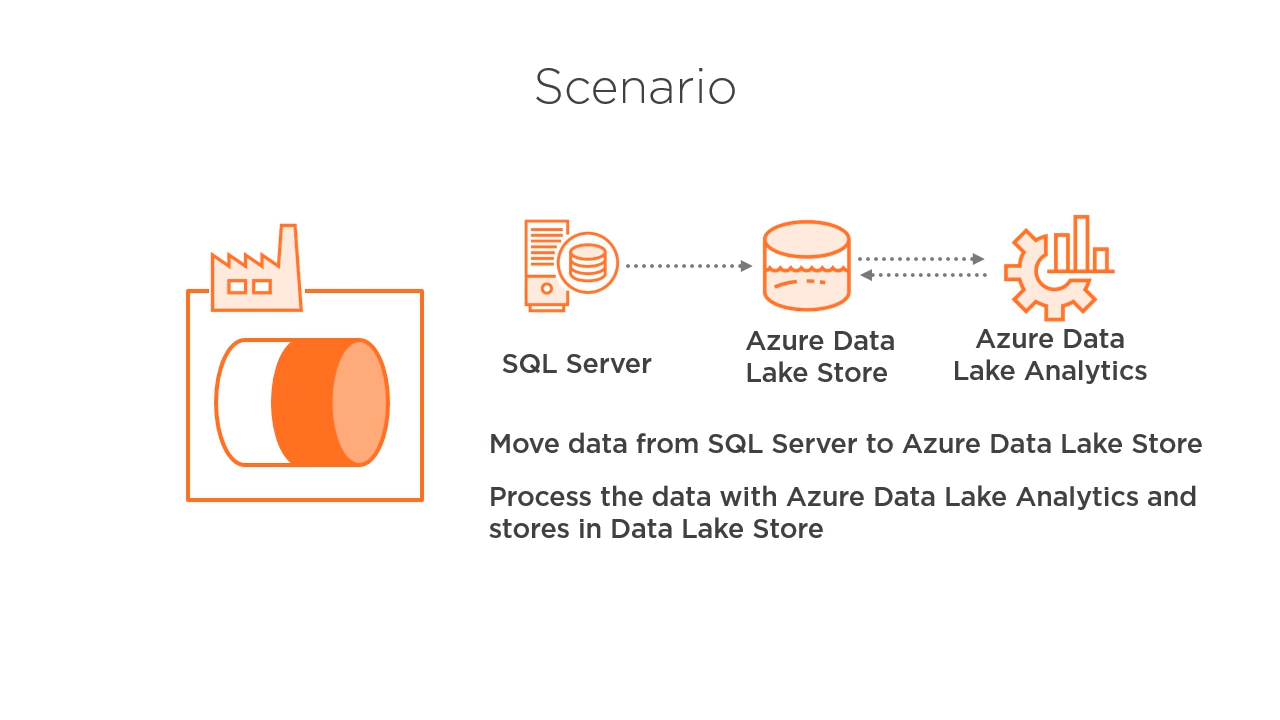 Scenario
SQL Server
Azure Data
Lake Store
Azure Data
Lake Analytics
Move data from SQL Server to Azure Data Lake Store
Process the data with Azure Data Lake Analytics and
stores in Data Lake Store